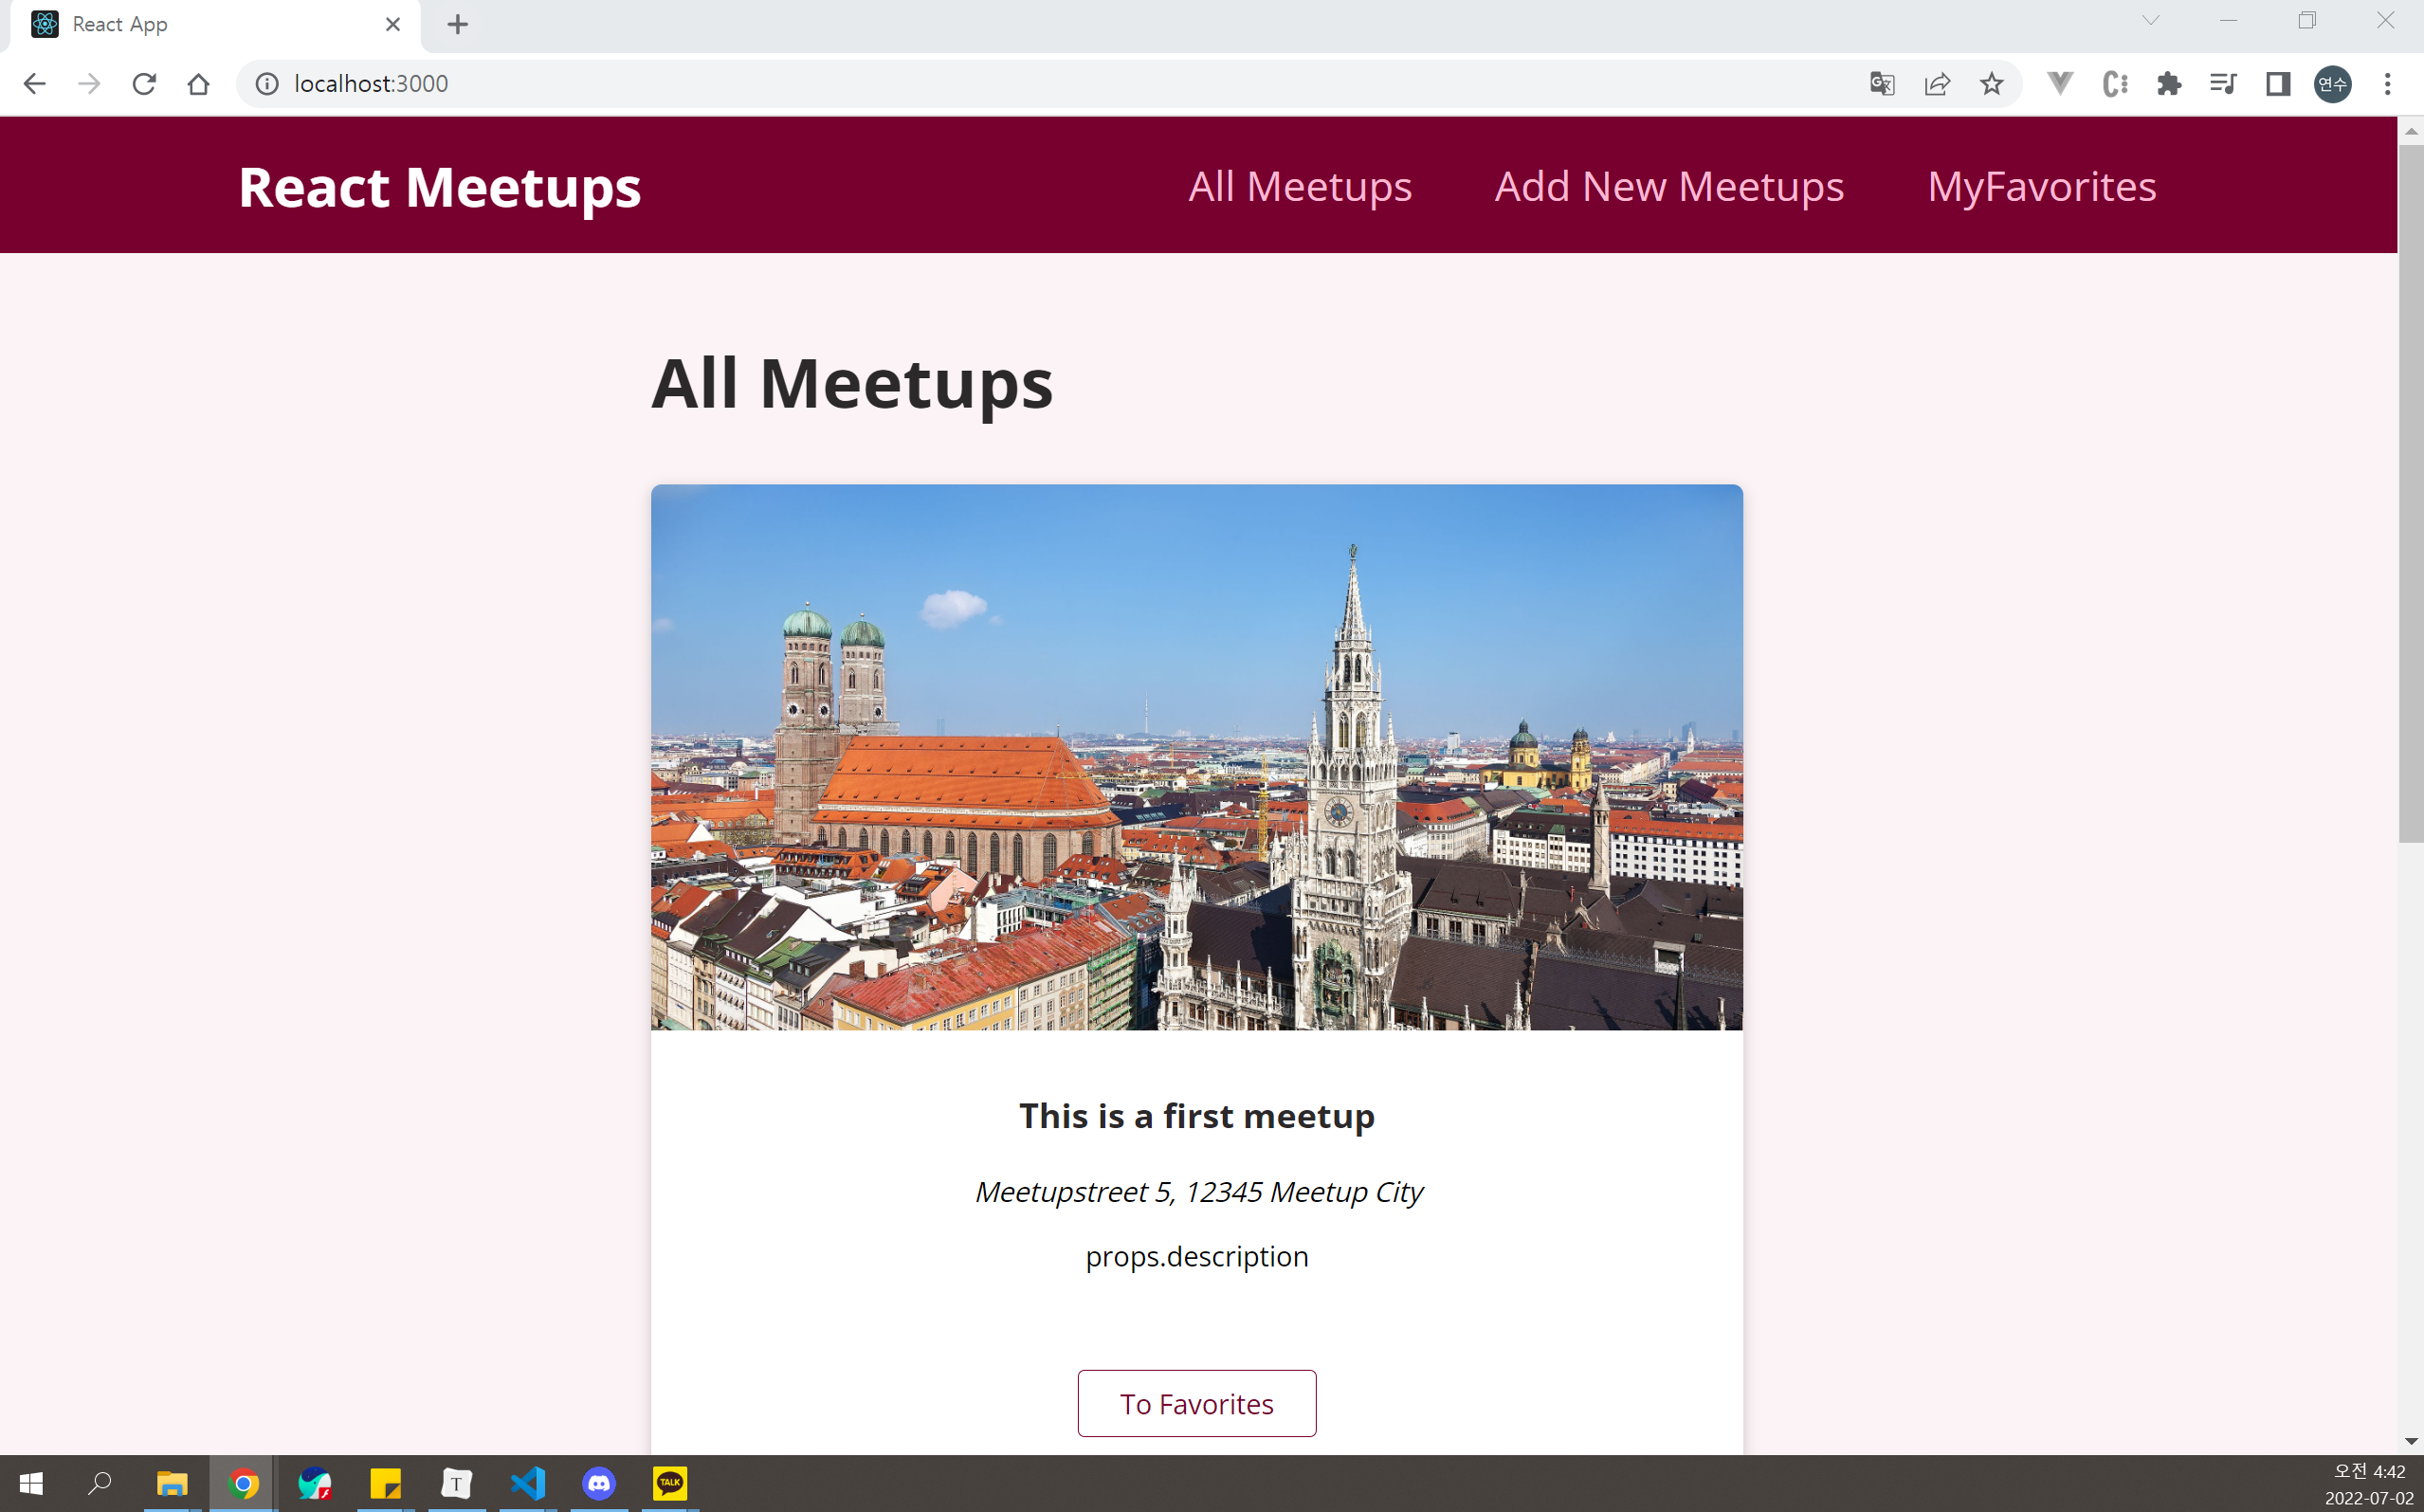 React App
localhost:3000
연수
React Meetups
All Meetups
Add New Meetups
MyFavorites
All Meetups
This is a first meetup
Meetupstreet 5, 12345 Meetup City
props.description
To Favorites
T
TALK
오전 4:42
2022-07-02